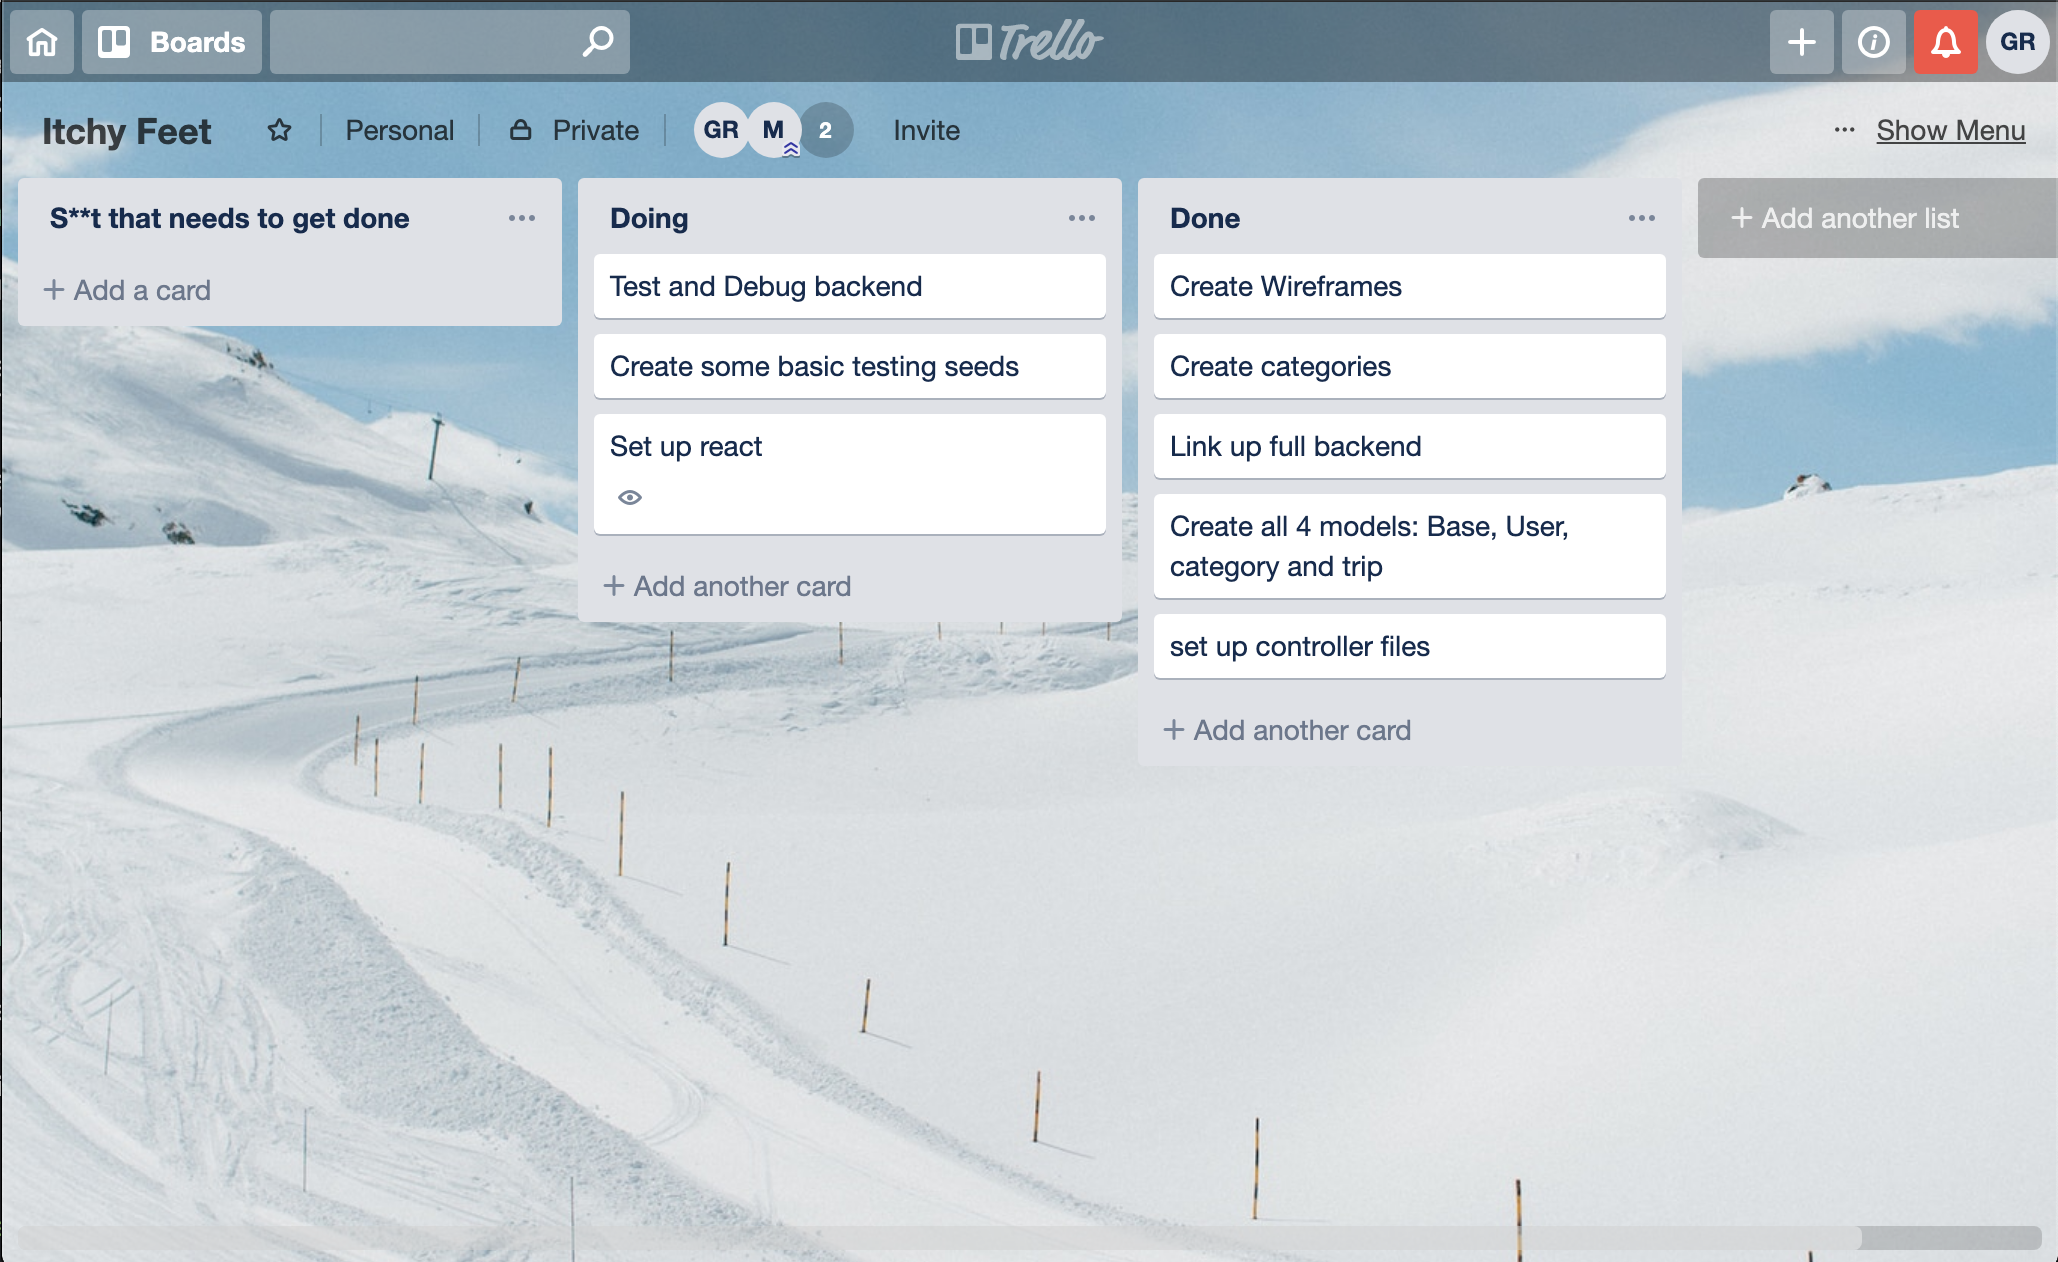 Boards
Trello
GR
Itchy Feet
Personal
Private
GR M 2
Invite
... Show Menu
S**t that needs to get done
+ Add a card
Doing
Test and Debug backend
Create some basic testing seeds
Set up react
+ Add another card
Done
Create Wireframes
Create categories
Link up full backend
Create all 4 models: Base, User,
category and trip
set up controller files
+ Add another card
+ Add another list